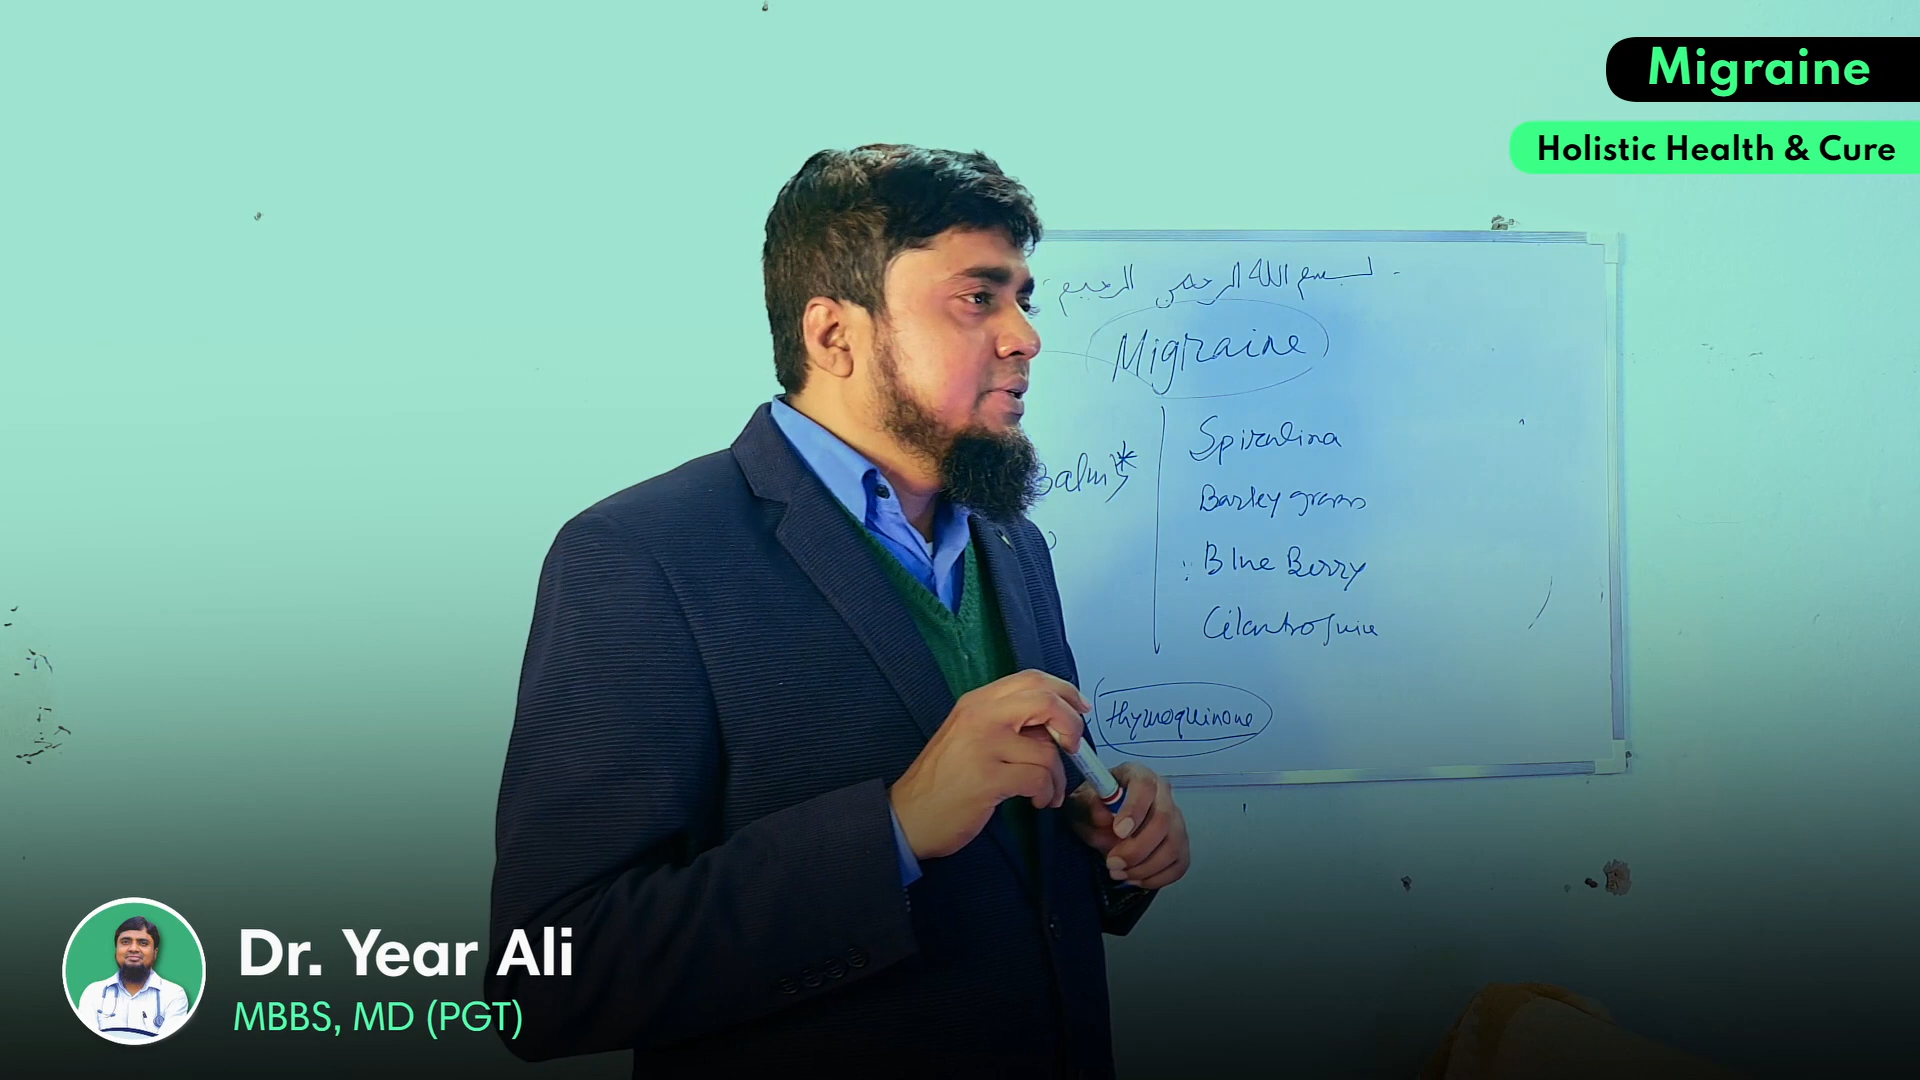 Migraine
Holistic Health & Cure
بسم الله الرحمن الرحيم
Migraine
Balm*
Spirulina
Barley grass
Blue Berry
Cilantro Juice
thymoquinone
Dr. Year Ali
MBBS, MD (PGT)